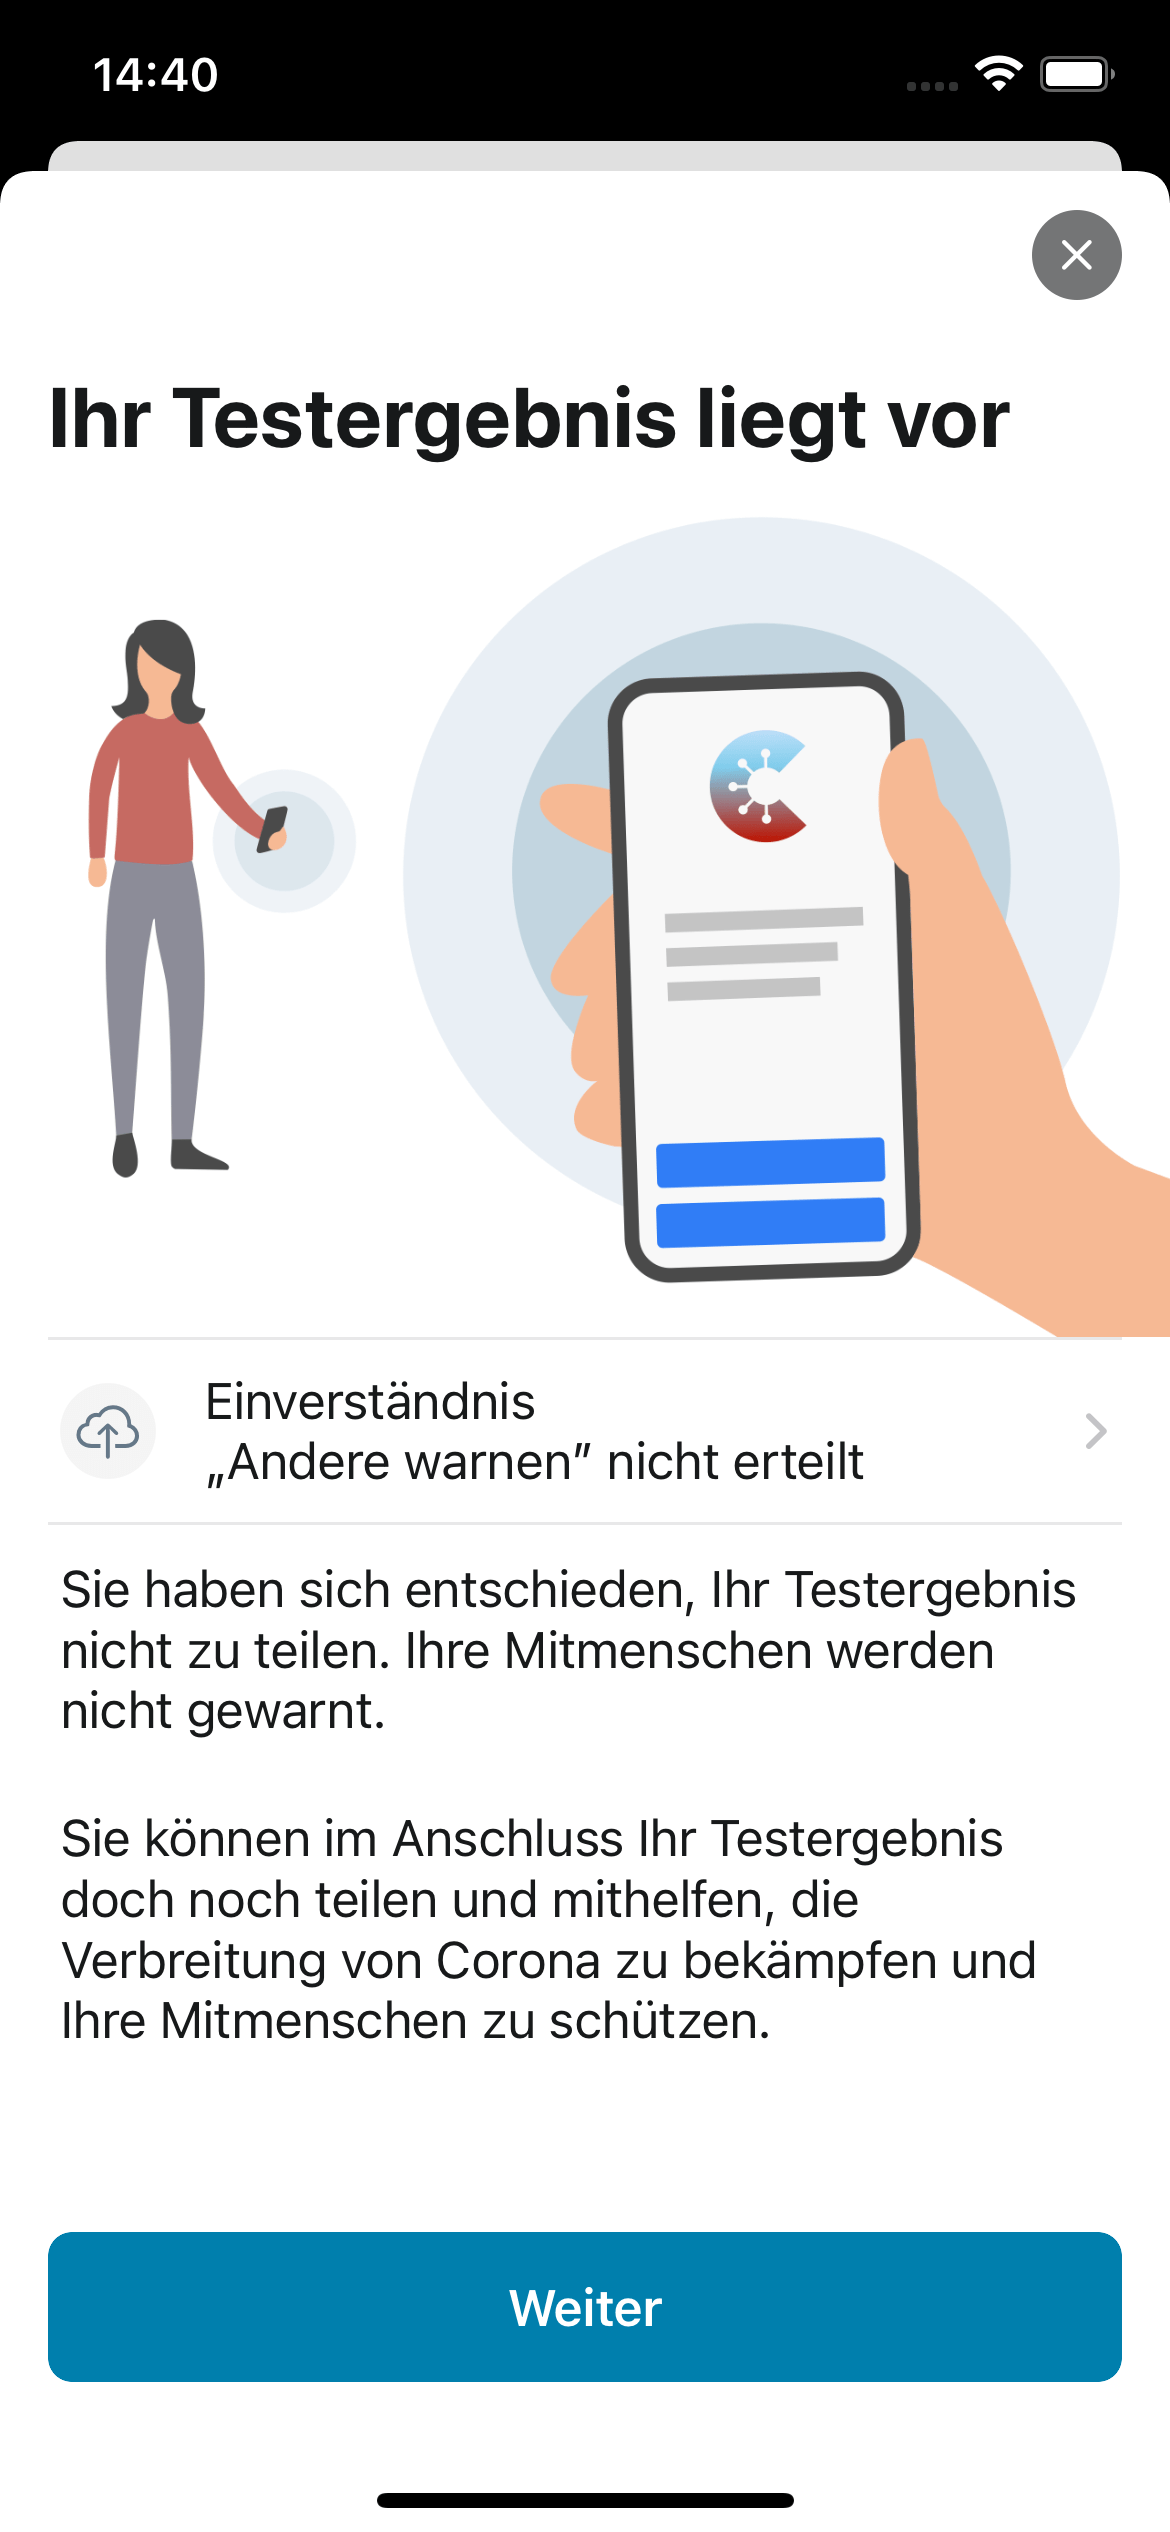 14:40
Ihr Testergebnis liegt vor
Einverständnis
„Andere warnen” nicht erteilt
Sie haben sich entschieden, Ihr Testergebnis
nicht zu teilen. Ihre Mitmenschen werden
nicht gewarnt.
Sie können im Anschluss Ihr Testergebnis
doch noch teilen und mithelfen, die
Verbreitung von Corona zu bekämpfen und
Ihre Mitmenschen zu schützen.
Weiter